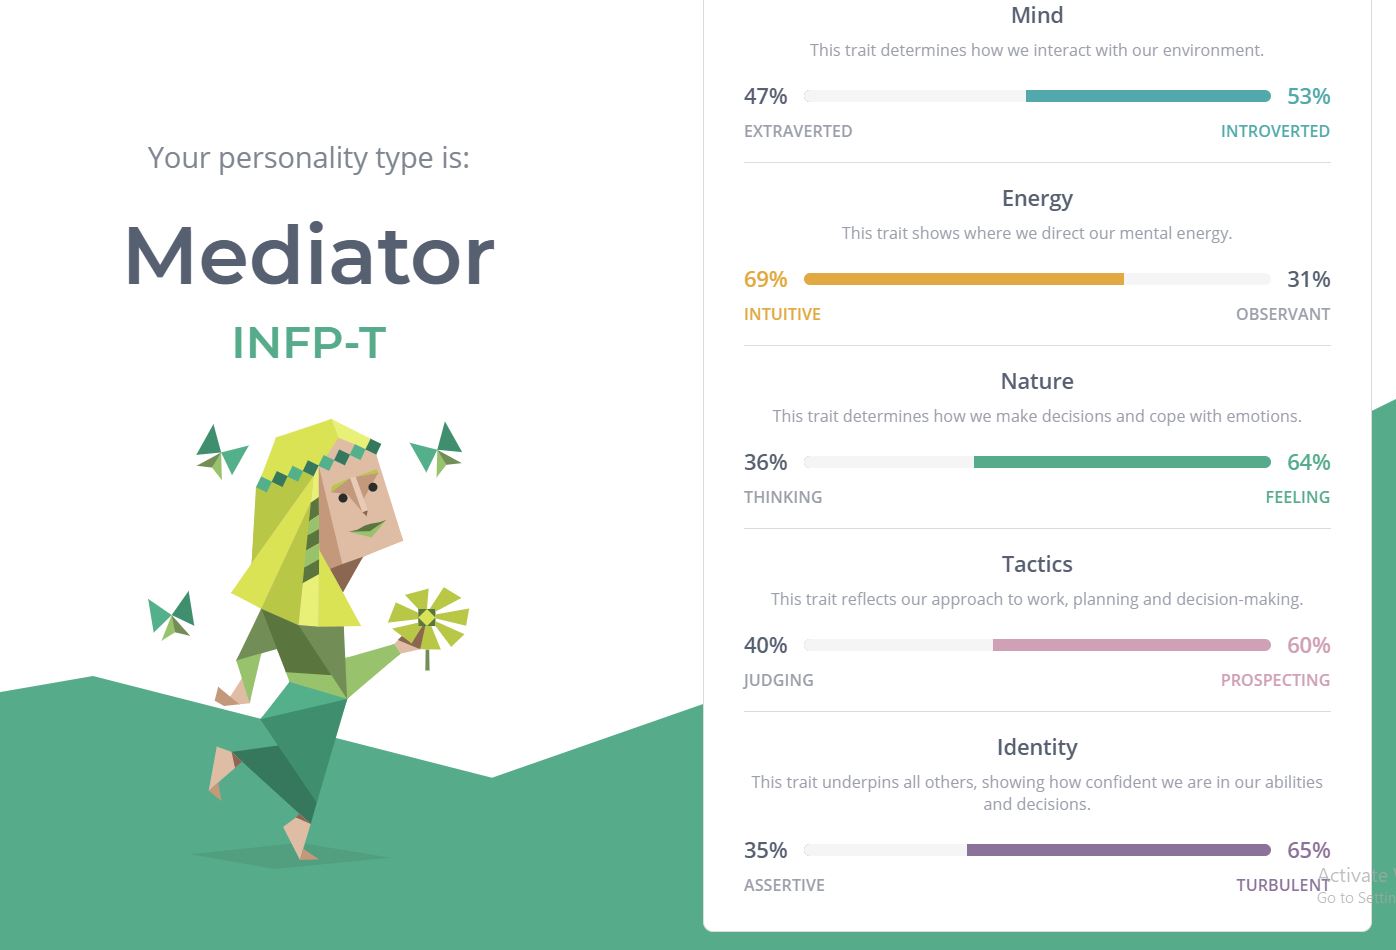 Your personality type is:
Mediator
INFP-T
Mind
This trait determines how we interact with our environment.
47% 53%
EXTRAVERTED INTROVERTED
Energy
This trait shows where we direct our mental energy.
69% 31%
INTUITIVE OBSERVANT
Nature
This trait determines how we make decisions and cope with emotions.
36% 64%
THINKING FEELING
Tactics
This trait reflects our approach to work, planning and decision-making.
40% 60%
JUDGING PROSPECTING
Identity
This trait underpins all others, showing how confident we are in our abilities
and decisions.
35% 65%
ASSERTIVE TURBULENT
Activate
Go to